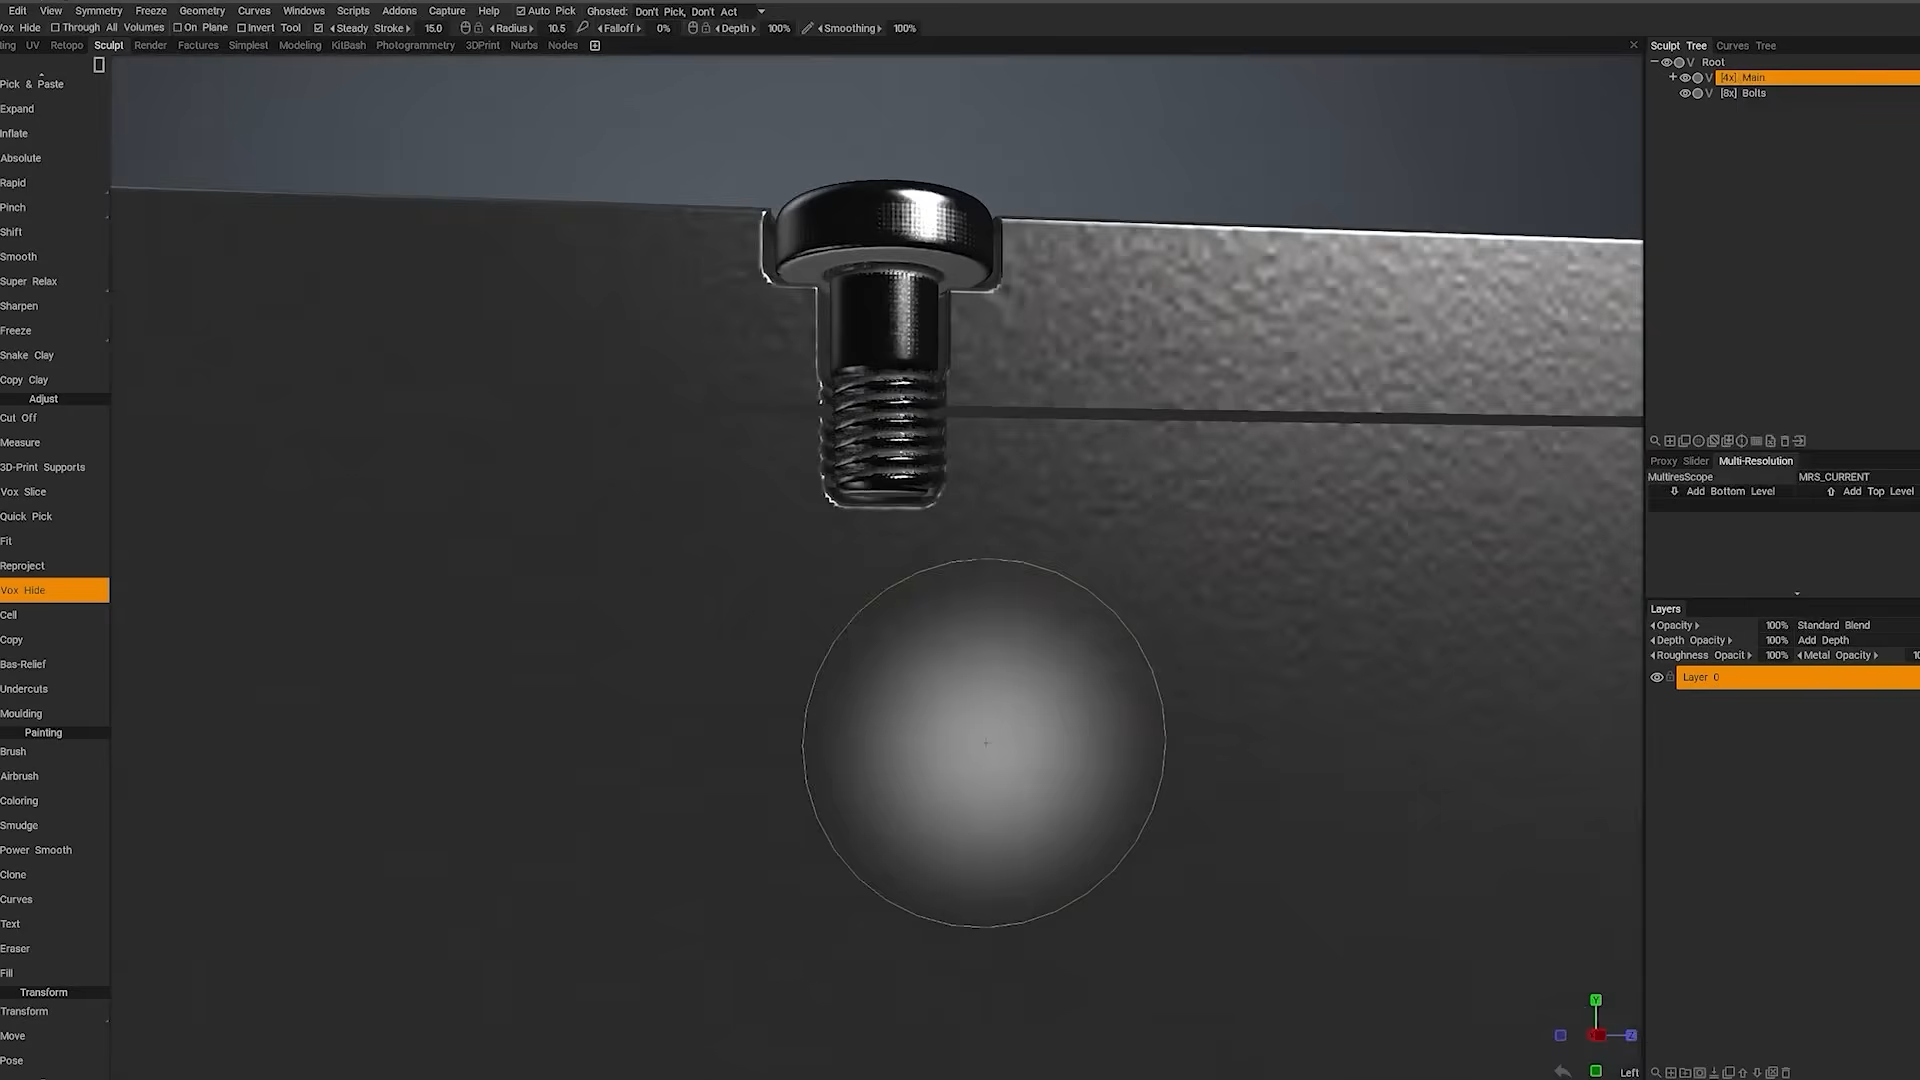 Edit View Symmetry Freeze Geometry Curves Windows Scripts Addons Capture Help Auto Pick Ghosted: Don't Pick, Don't Act
Vox Hide Through All Volumes On Plane Invert Tool Steady Stroke 15.0 Radius 10.5 Falloff 0% Depth 100% Smoothing 100%
ting UV Retopo Sculpt Render Factures Simplest Modeling KitBash Photogrammetry 3DPrint Nurbs Nodes
Pick & Paste
Expand
Inflate
Absolute
Rapid
Pinch
Shift
Smooth
Super Relax
Sharpen
Freeze
Snake Clay
Copy Clay
Adjust
Cut Off
Measure
3D-Print Supports
Vox Slice
Quick Pick
Fit
Reproject
Vox Hide
Cell
Copy
Bas-Relief
Undercuts
Moulding
Painting
Brush
Airbrush
Coloring
Smudge
Power Smooth
Clone
Curves
Text
Eraser
Fill
Transform
Transform
Move
Pose
Y
Z
Left
Sculpt Tree Curves Tree
Root
V [4x] Main
V [8x] Bolts
Proxy Slider Multi-Resolution
MultiresScope MRS_CURRENT
Add Bottom Level Add Top Level
Layers
Opacity 100% Standard Blend
Depth Opacity 100% Add Depth
Roughness Opacit 100% Metal Opacity 10
Layer 0